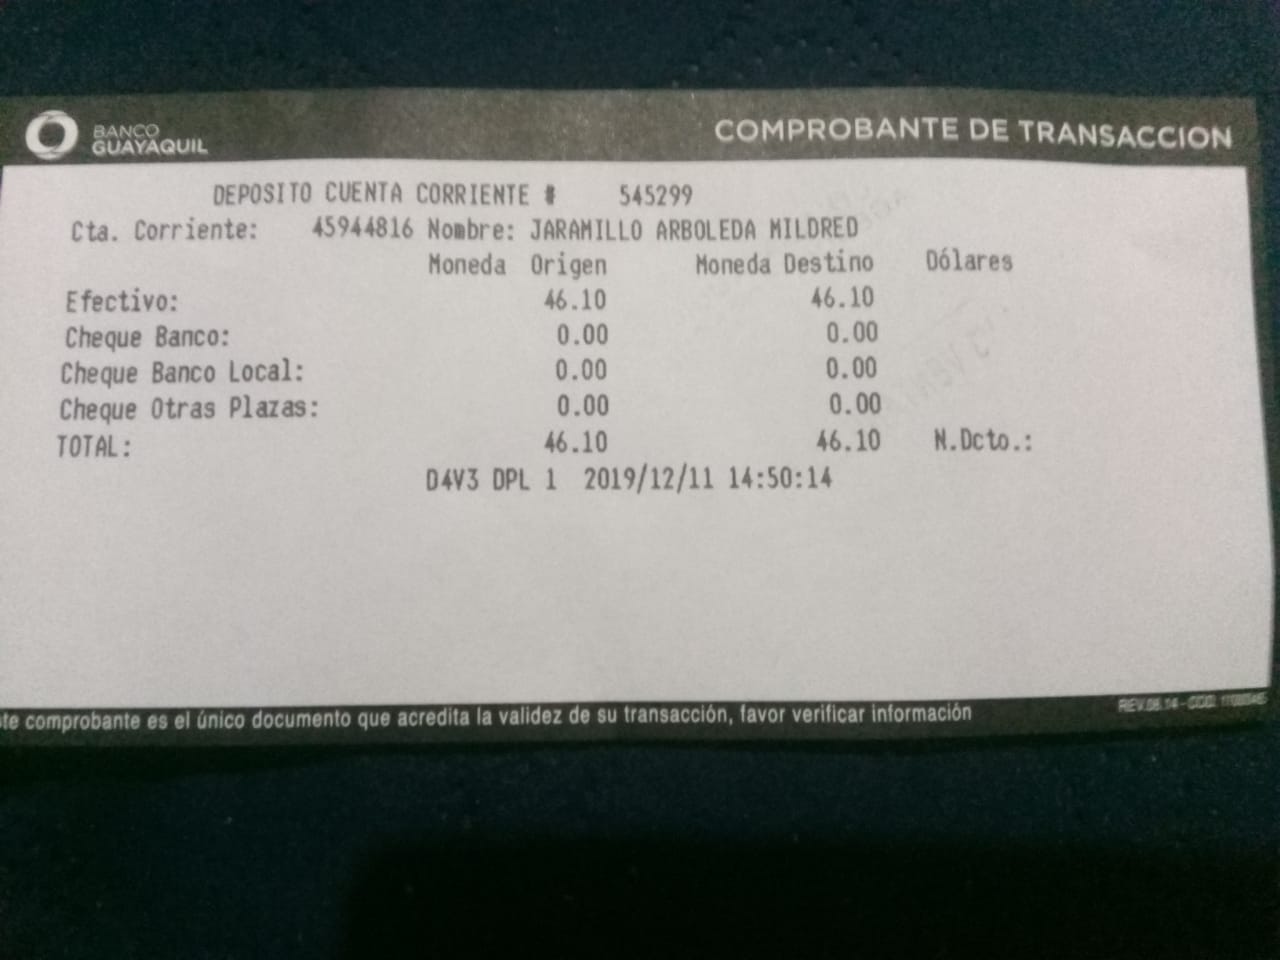 BANCO
GUAYAQUIL
COMPROBANTE DE TRANSACCION
DEPOSITO CUENTA CORRIENTE # 545299
Cta. Corriente: 45944816 Nombre: JARAMILLO ARBOLEDA MILDRED
Moneda Origen Moneda Destino Dólares
Efectivo: 46.10 46.10
Cheque Banco: 0.00 0.00
Cheque Banco Local: 0.00 0.00
Cheque Otras Plazas: 0.00 0.00
TOTAL: 46.10 46.10 N.Dcto.:
D4V3 DPL 1 2019/12/11 14:50:14
te comprobante es el único documento que acredita la validez de su transacción, favor verificar información
REV.08.14 - COD.